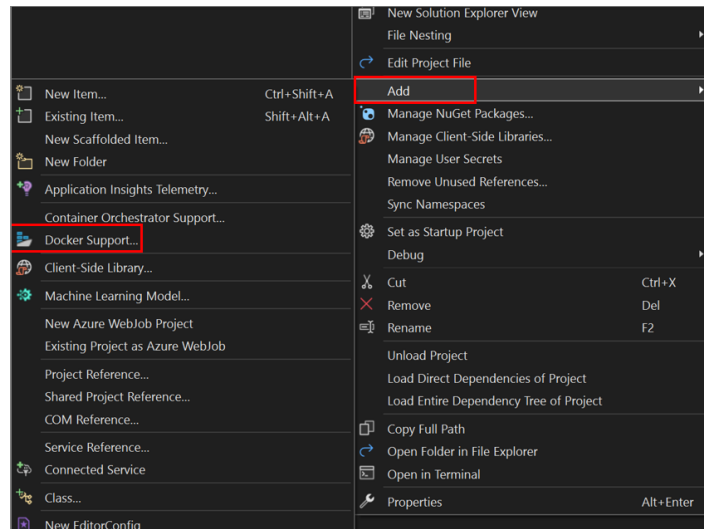 New Solution Explorer View
File Nesting
Edit Project File
Add
Manage NuGet Packages...
Manage Client-Side Libraries...
Manage User Secrets
Remove Unused References...
Sync Namespaces
Set as Startup Project
Debug
Cut Ctrl+X
Remove Del
Rename F2
Unload Project
Load Direct Dependencies of Project
Load Entire Dependency Tree of Project
Copy Full Path
Open Folder in File Explorer
Open in Terminal
Properties Alt+Enter
New Item... Ctrl+Shift+A
Existing Item... Shift+Alt+A
New Scaffolded Item...
New Folder
Application Insights Telemetry...
Container Orchestrator Support...
Docker Support...
Client-Side Library...
Machine Learning Model...
New Azure WebJob Project
Existing Project as Azure WebJob
Project Reference...
Shared Project Reference...
COM Reference...
Service Reference...
Connected Service
Class...
New EditorConfig